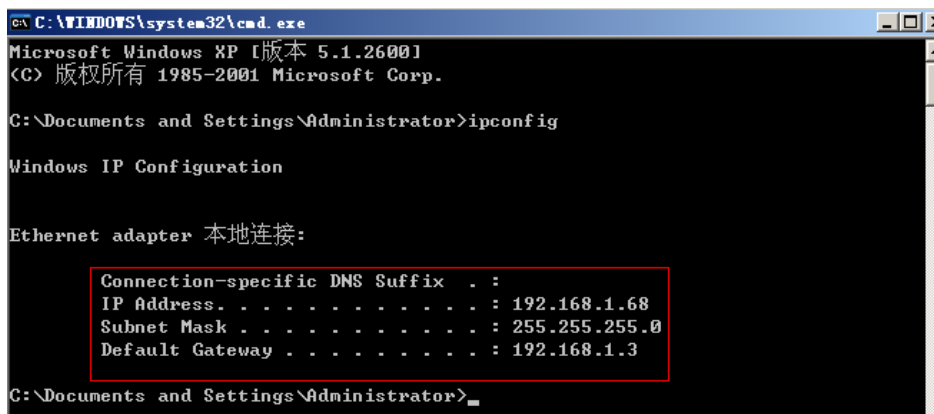 C:\WINDOWS\system32\cmd.exe
Microsoft Windows XP [版本 5.1.2600]
(C) 版权所有 1985-2001 Microsoft Corp.
C:\Documents and Settings\Administrator>ipconfig
Windows IP Configuration
Ethernet adapter 本地连接:
Connection-specific DNS Suffix  . :
IP Address. . . . . . . . . . . . : 192.168.1.68
Subnet Mask . . . . . . . . . . . : 255.255.255.0
Default Gateway . . . . . . . . . : 192.168.1.3
C:\Documents and Settings\Administrator>_